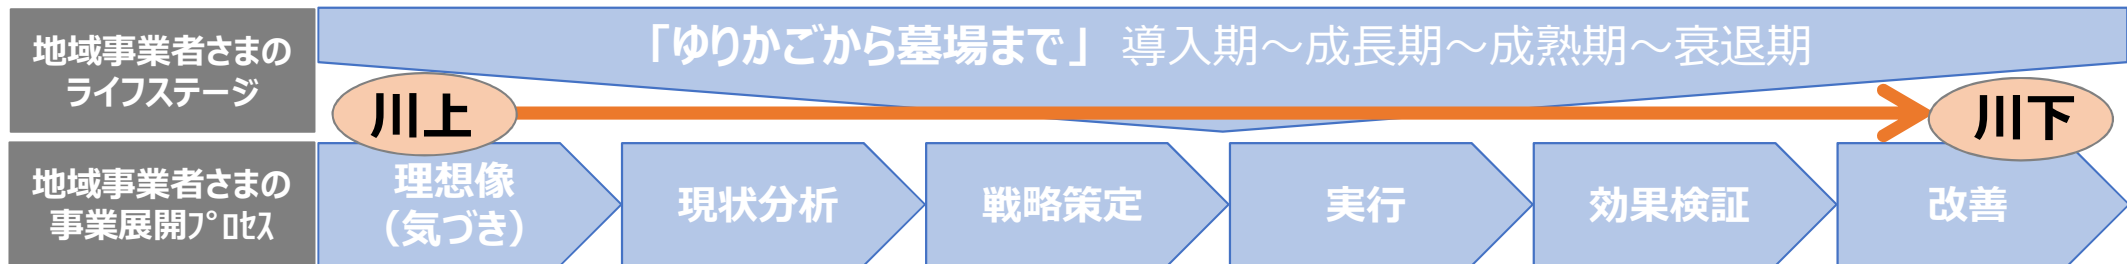 地域事業者さまの
ライフステージ
「ゆりかごから墓場まで」 導入期～成長期～成熟期～衰退期
川上
川下
地域事業者さまの
事業展開ﾌﾟﾛｾｽ
理想像
（気づき）
現状分析
戦略策定
実行
効果検証
改善